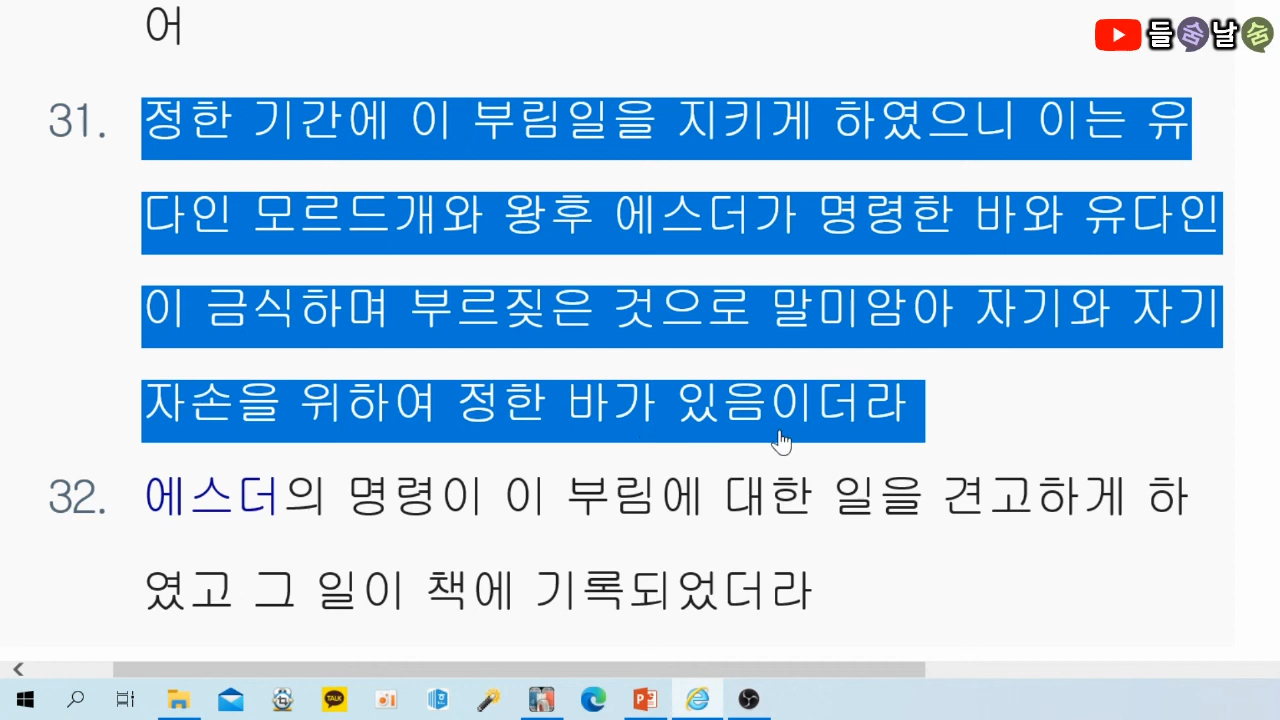 어
들숨날숨
31. 정한 기간에 이 부림일을 지키게 하였으니 이는 유
다인 모르드개와 왕후 에스더가 명령한 바와 유다인
이 금식하며 부르짖은 것으로 말미암아 자기와 자기
자손을 위하여 정한 바가 있음이더라
32. 에스더의 명령이 이 부림에 대한 일을 견고하게 하
였고 그 일이 책에 기록되었더라
TALK